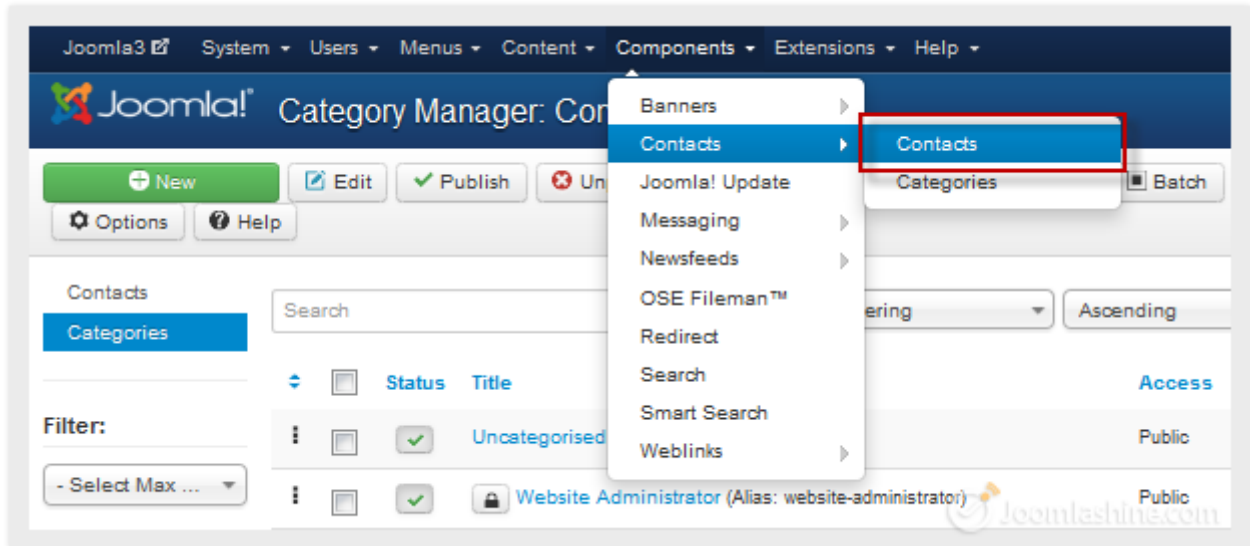 Joomla3 System Users Menus Content Components Extensions Help
Joomla!® Category Manager: Con
New Edit Publish Un Batch
Options Help
Banners
Contacts
Joomla! Update
Messaging
Newsfeeds
OSE Fileman™
Redirect
Search
Smart Search
Weblinks
Contacts
Categories
Contacts
Categories
Search ering Ascending
Status Title Access
Filter:
- Select Max ...
Uncategorised Public
Website Administrator (Alias: website-administrator) Public
Joomlashine.com